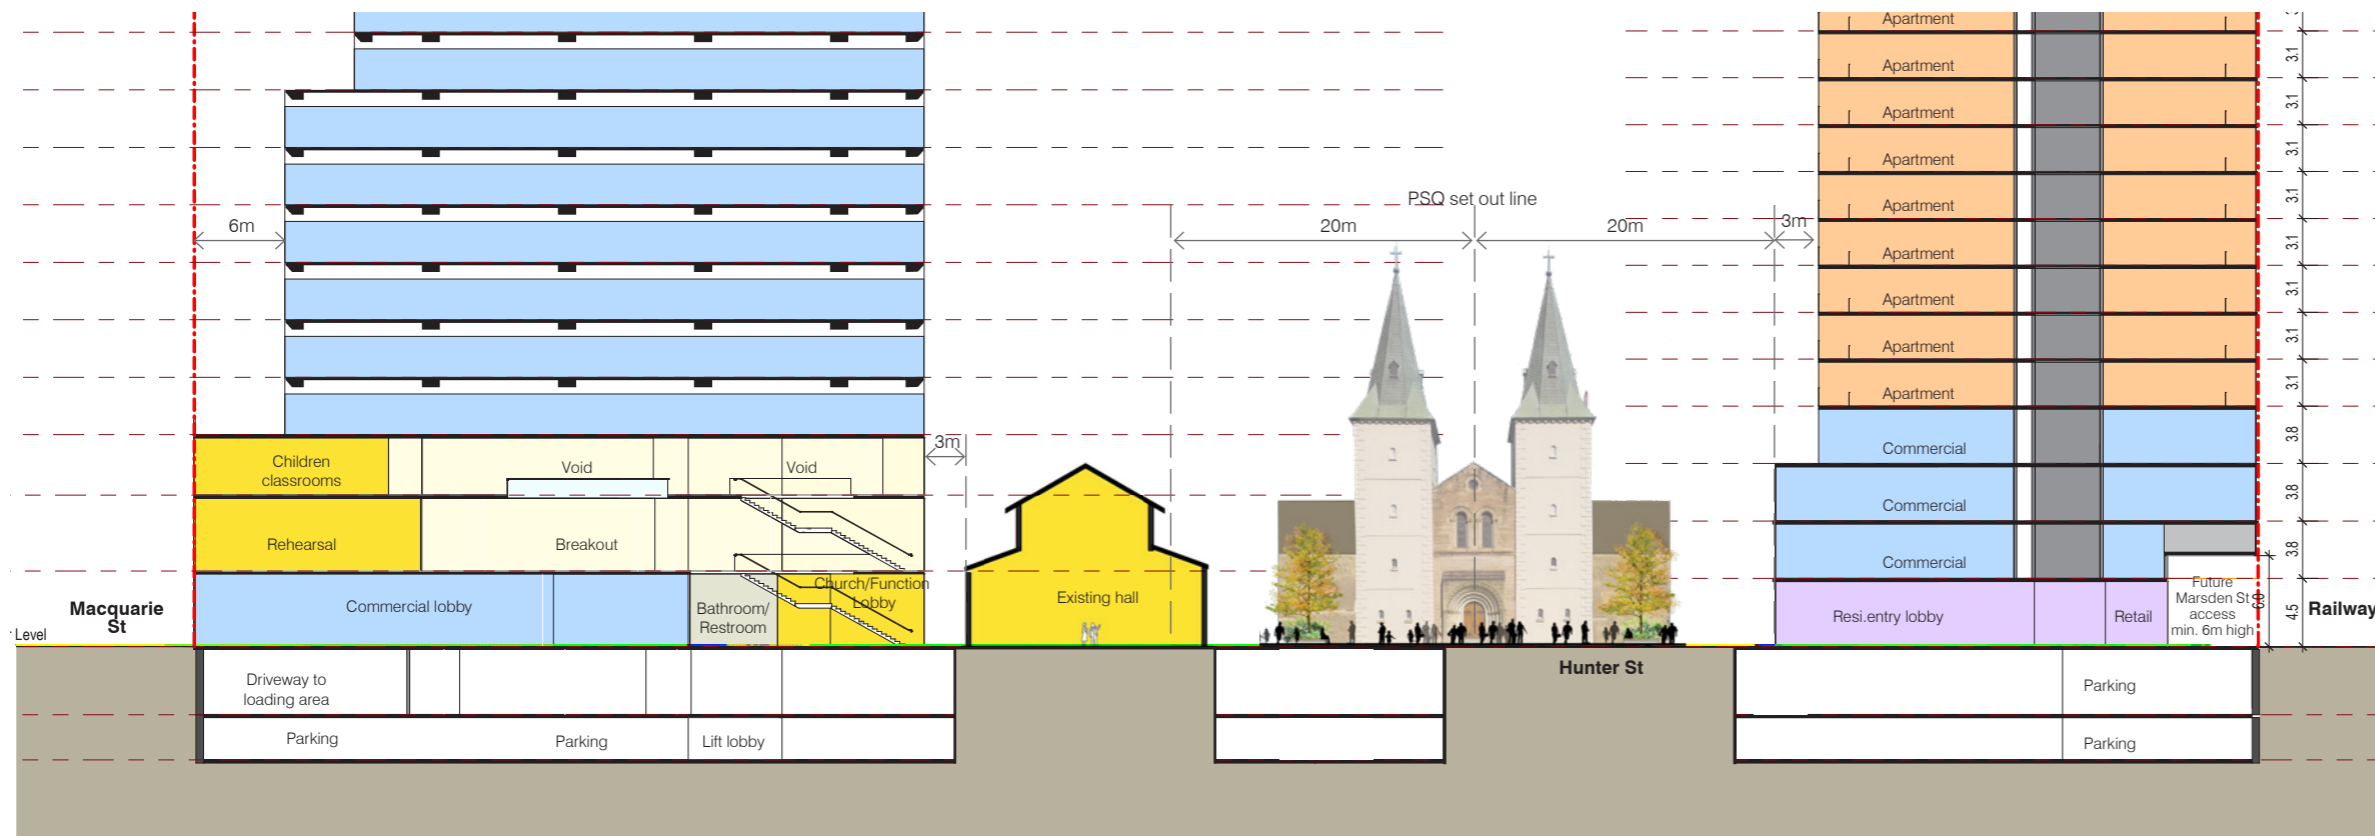 Apartment
Apartment
3.1
Apartment
3.1
Apartment
3.1
Apartment
3.1
Apartment
3.1
Apartment
3.1
Apartment
3.1
Apartment
3.1
PSQ set out line
6m
20m
20m
3m
3m
Commercial
3.8
Commercial
3.8
Commercial
3.8
Children
classrooms
Void
Void
Rehearsal
Breakout
Commercial lobby
Bathroom/
Restroom
Church/Function
Lobby
Existing hall
Resi.entry lobby
Retail
Future
Marsden St
access
min. 6m high
6.0
4.5
Macquarie
St
Level
Railway
Hunter St
Driveway to
loading area
Parking
Parking
Lift lobby
Parking
Parking